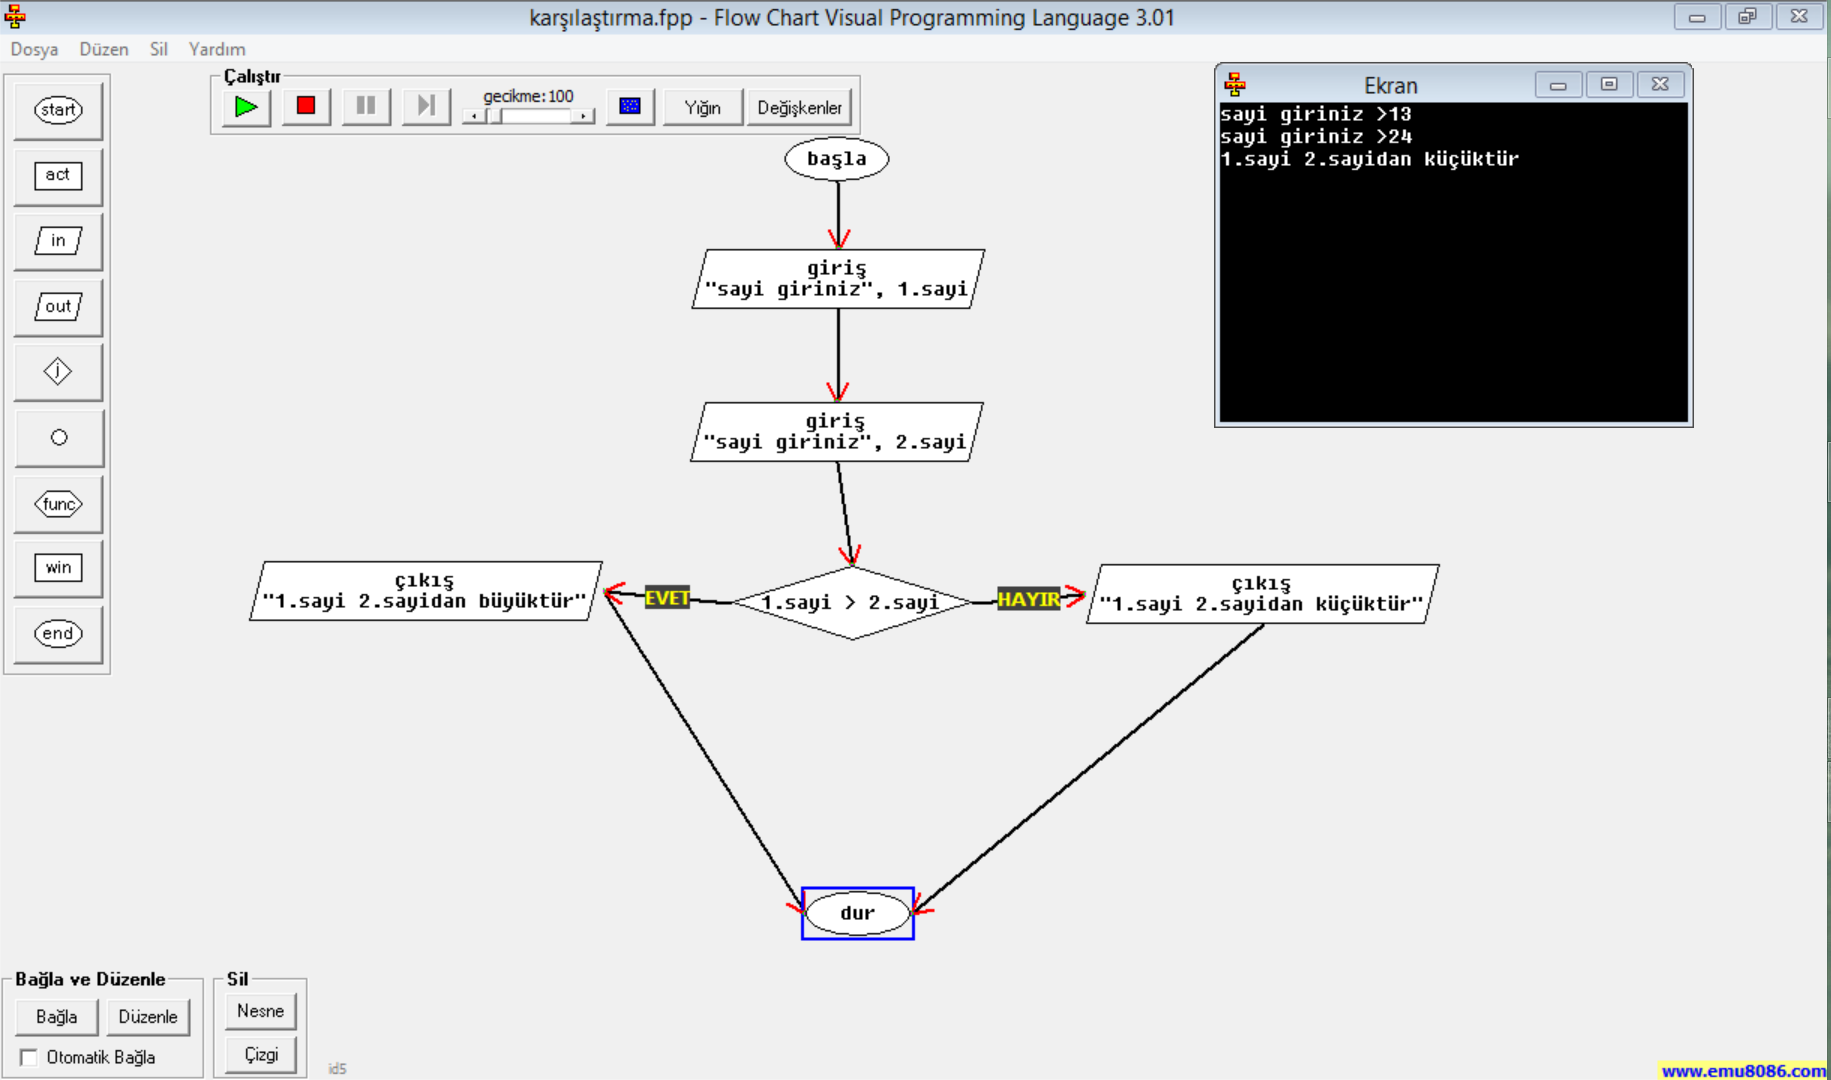 karşılaştırma.fpp - Flow Chart Visual Programming Language 3.01
Dosya Düzen Sil Yardım
start
act
in
out
j
func
win
end
Çalıştır
gecikme:100
Yığın
Değişkenler
başla
giriş
"sayi giriniz", 1.sayi
giriş
"sayi giriniz", 2.sayi
1.sayi > 2.sayi
EVET
HAYIR
çıkış
"1.sayi 2.sayidan büyüktür"
çıkış
"1.sayi 2.sayidan küçüktür"
dur
Ekran
sayi giriniz >13
sayi giriniz >24
1.sayi 2.sayidan küçüktür
Bağla ve Düzenle
Bağla
Düzenle
Otomatik Bağla
Sil
Nesne
Çizgi
id5
www.emu8086.com